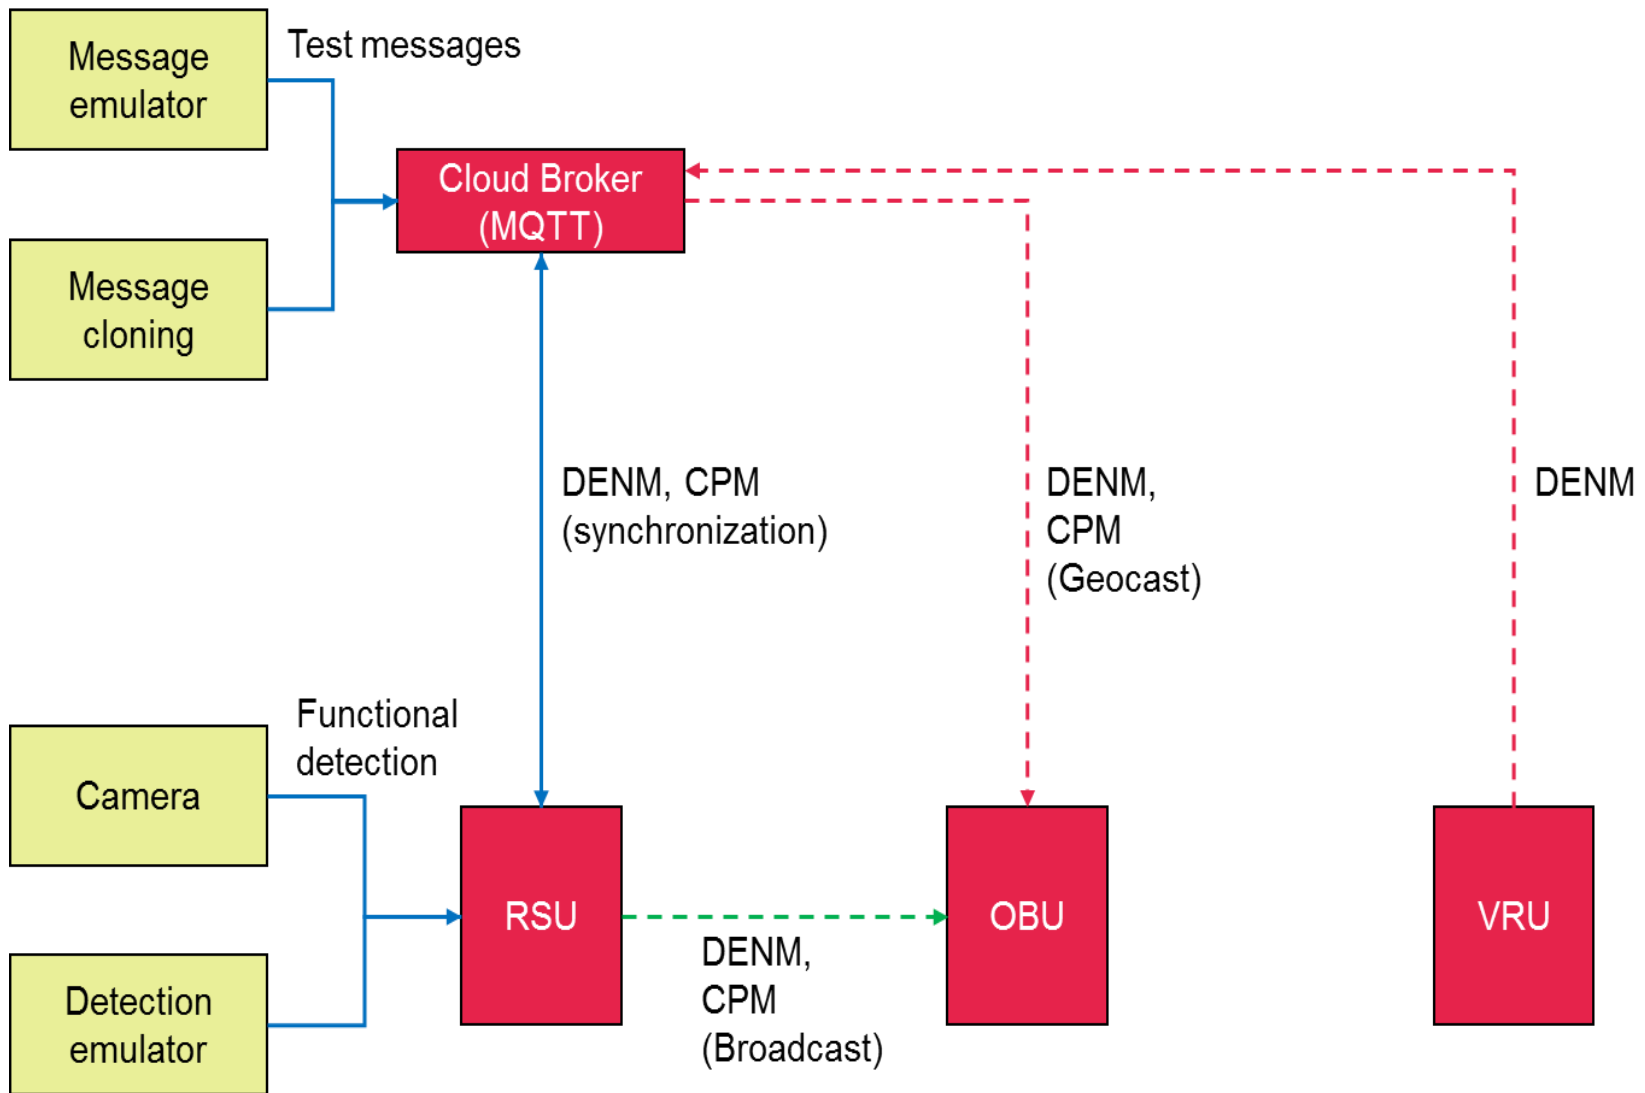 Message
emulator
Test messages
Cloud Broker
(MQTT)
Message
cloning
DENM, CPM
(synchronization)
DENM,
CPM
(Geocast)
DENM
Functional
detection
Camera
RSU
OBU
VRU
DENM,
CPM
(Broadcast)
Detection
emulator